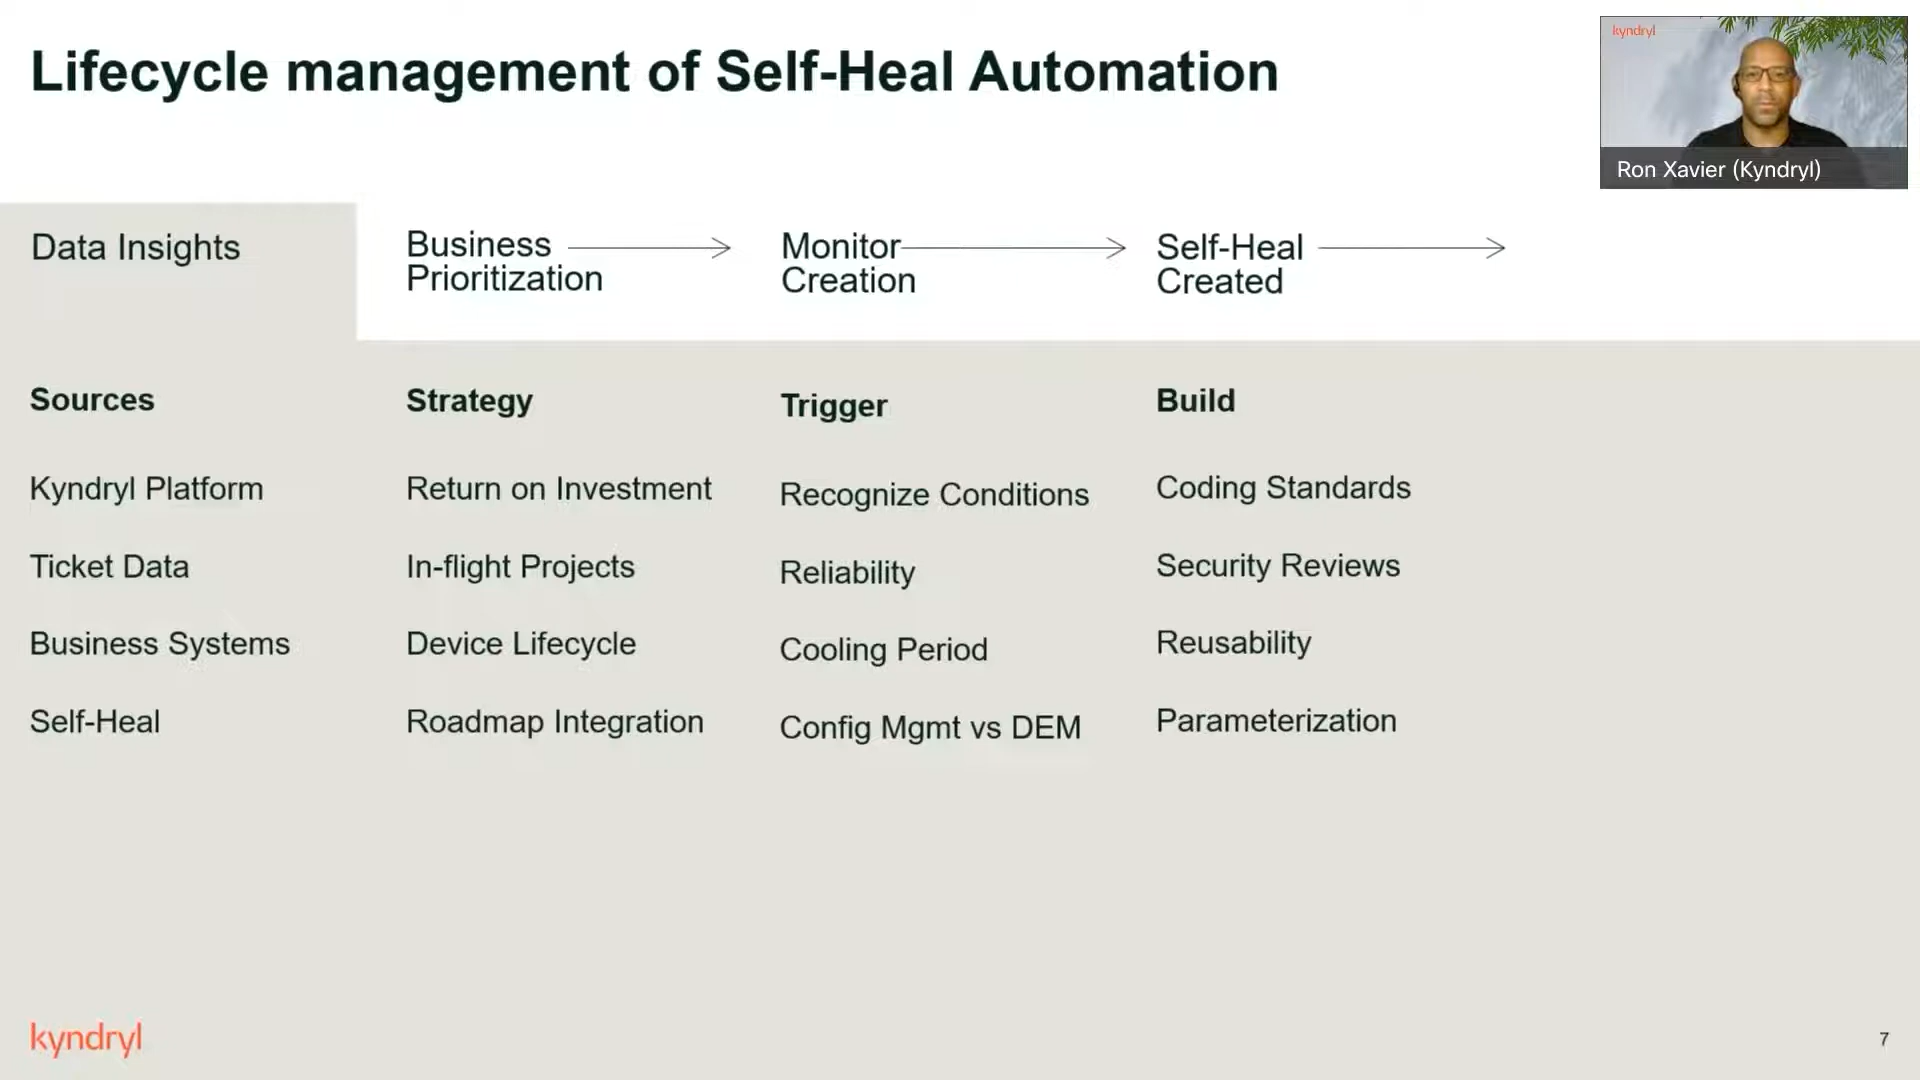 Lifecycle management of Self-Heal Automation
kyndryl
Ron Xavier (Kyndryl)
Data Insights
Business
Prioritization
Monitor
Creation
Self-Heal
Created
Sources
Kyndryl Platform
Ticket Data
Business Systems
Self-Heal
Strategy
Return on Investment
In-flight Projects
Device Lifecycle
Roadmap Integration
Trigger
Recognize Conditions
Reliability
Cooling Period
Config Mgmt vs DEM
Build
Coding Standards
Security Reviews
Reusability
Parameterization
kyndryl
7